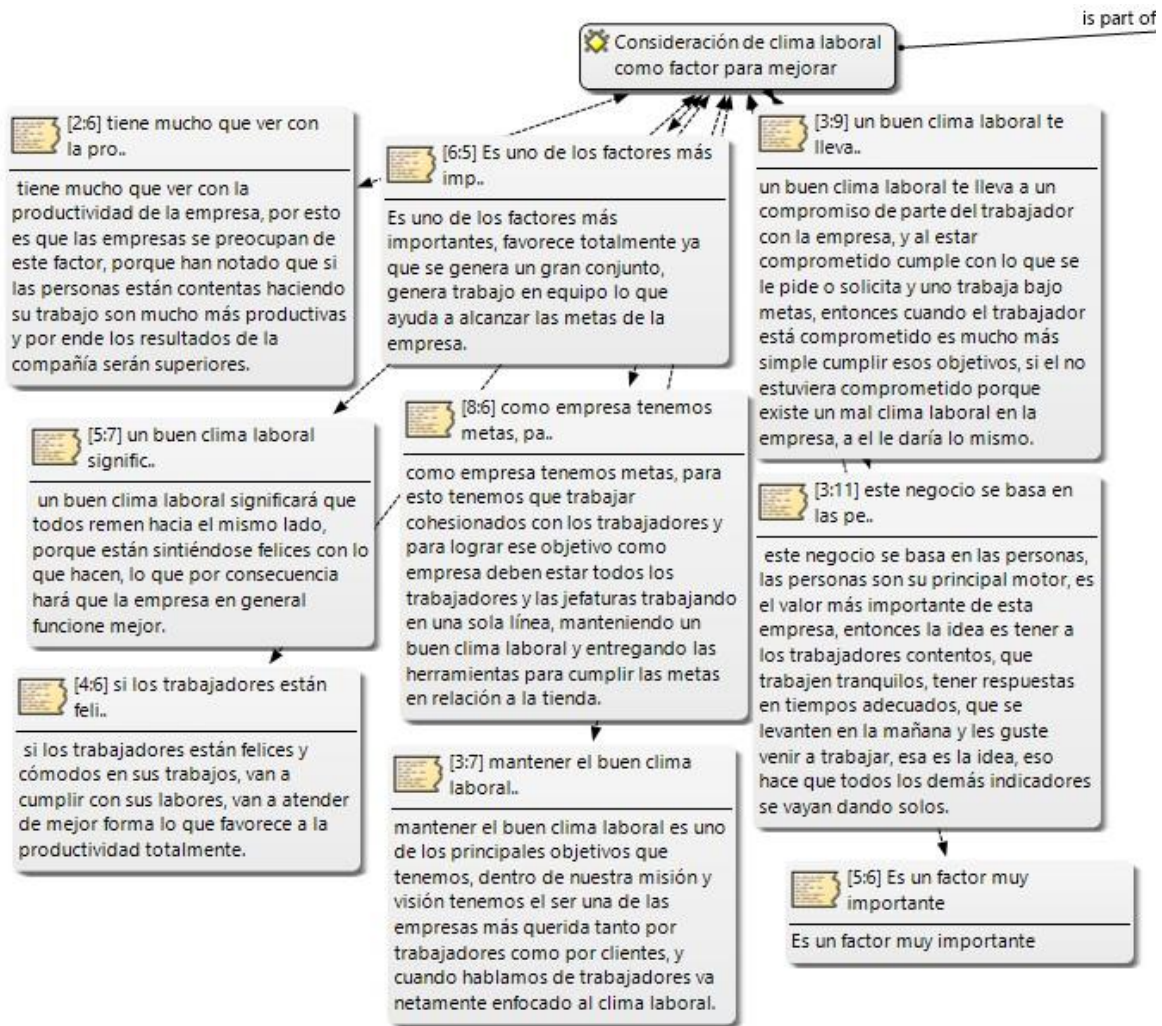 is part of
Consideración de clima laboral
como factor para mejorar
[2:6] tiene mucho que ver con
la pro..
tiene mucho que ver con la
productividad de la empresa, por esto
es que las empresas se preocupan de
este factor, porque han notado que si
las personas están contentas haciendo
su trabajo son mucho más productivas
y por ende los resultados de la
compañía serán superiores.
[6:5] Es uno de los factores más
imp..
Es uno de los factores más
importantes, favorece totalmente ya
que se genera un gran conjunto,
genera trabajo en equipo lo que
ayuda a alcanzar las metas de la
empresa.
[3:9] un buen clima laboral te
lleva..
un buen clima laboral te lleva a un
compromiso de parte del trabajador
con la empresa, y al estar
comprometido cumple con lo que se
le pide o solicita y uno trabaja bajo
metas, entonces cuando el trabajador
está comprometido es mucho más
simple cumplir esos objetivos, si el no
estuviera comprometido porque
existe un mal clima laboral en la
empresa, a el le daría lo mismo.
[5:7] un buen clima laboral
signific..
un buen clima laboral significará que
todos remen hacia el mismo lado,
porque están sintiéndose felices con lo
que hacen, lo que por consecuencia
hará que la empresa en general
funcione mejor.
[8:6] como empresa tenemos
metas, pa..
como empresa tenemos metas, para
esto tenemos que trabajar
cohesionados con los trabajadores y
para lograr ese objetivo como
empresa deben estar todos los
trabajadores y las jefaturas trabajando
en una sola línea, manteniendo un
buen clima laboral y entregando las
herramientas para cumplir las metas
en relación a la tienda.
[3:11] este negocio se basa en
las pe..
este negocio se basa en las personas,
las personas son su principal motor, es
el valor más importante de esta
empresa, entonces la idea es tener a
los trabajadores contentos, que
trabajen tranquilos, tener respuestas
en tiempos adecuados, que se
levanten en la mañana y les guste
venir a trabajar, esa es la idea, eso
hace que todos los demás indicadores
se vayan dando solos.
[4:6] si los trabajadores están
feli..
si los trabajadores están felices y
cómodos en sus trabajos, van a
cumplir con sus labores, van a atender
de mejor forma lo que favorece a la
productividad totalmente.
[3:7] mantener el buen clima
laboral..
mantener el buen clima laboral es uno
de los principales objetivos que
tenemos, dentro de nuestra misión y
visión tenemos el ser una de las
empresas más querida tanto por
trabajadores como por clientes, y
cuando hablamos de trabajadores va
netamente enfocado al clima laboral.
[5:6] Es un factor muy
importante
Es un factor muy importante